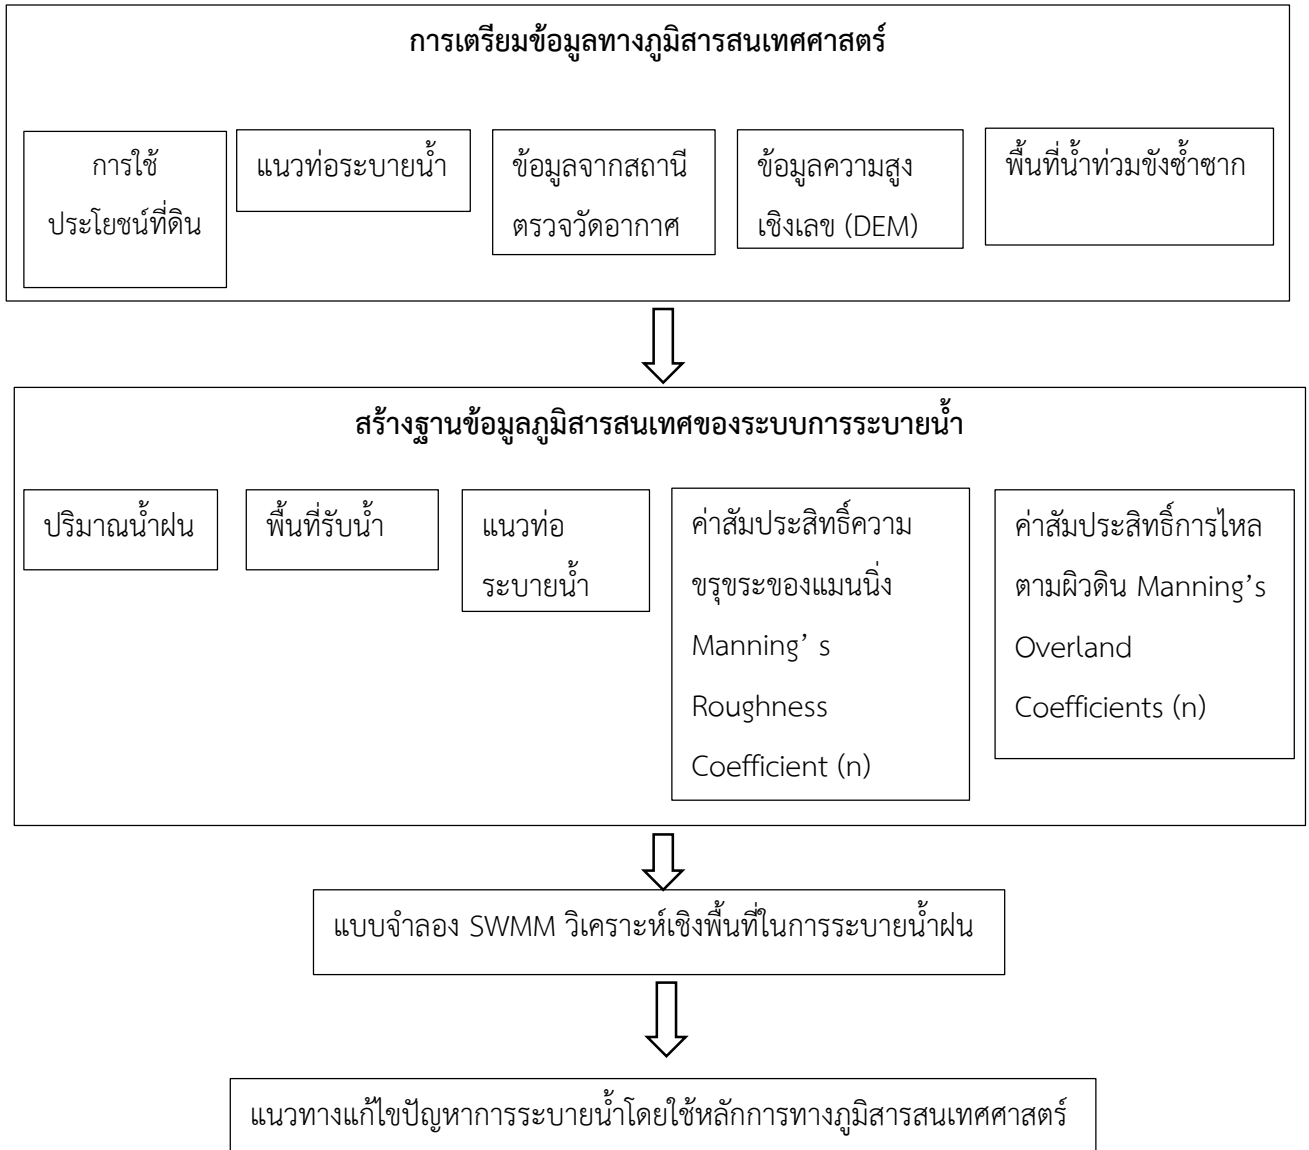 การเตรียมข้อมูลทางภูมิสารสนเทศศาสตร์
การใช้
ประโยชน์ที่ดิน
แนวท่อระบายน้ำ
ข้อมูลจากสถานี
ตรวจวัดอากาศ
ข้อมูลความสูง
เชิงเลข (DEM)
พื้นที่น้ำท่วมขังซ้ำซาก
สร้างฐานข้อมูลภูมิสารสนเทศของระบบการระบายน้ำ
ปริมาณน้ำฝน
พื้นที่รับน้ำ
แนวท่อ
ระบายน้ำ
ค่าสัมประสิทธิ์ความ
ขรุขระของแมนนิ่ง
Manning’ s
Roughness
Coefficient (n)
ค่าสัมประสิทธิ์การไหล
ตามผิวดิน Manning’s
Overland
Coefficients (n)
แบบจำลอง SWMM วิเคราะห์เชิงพื้นที่ในการระบายน้ำฝน
แนวทางแก้ไขปัญหาการระบายน้ำโดยใช้หลักการทางภูมิสารสนเทศศาสตร์